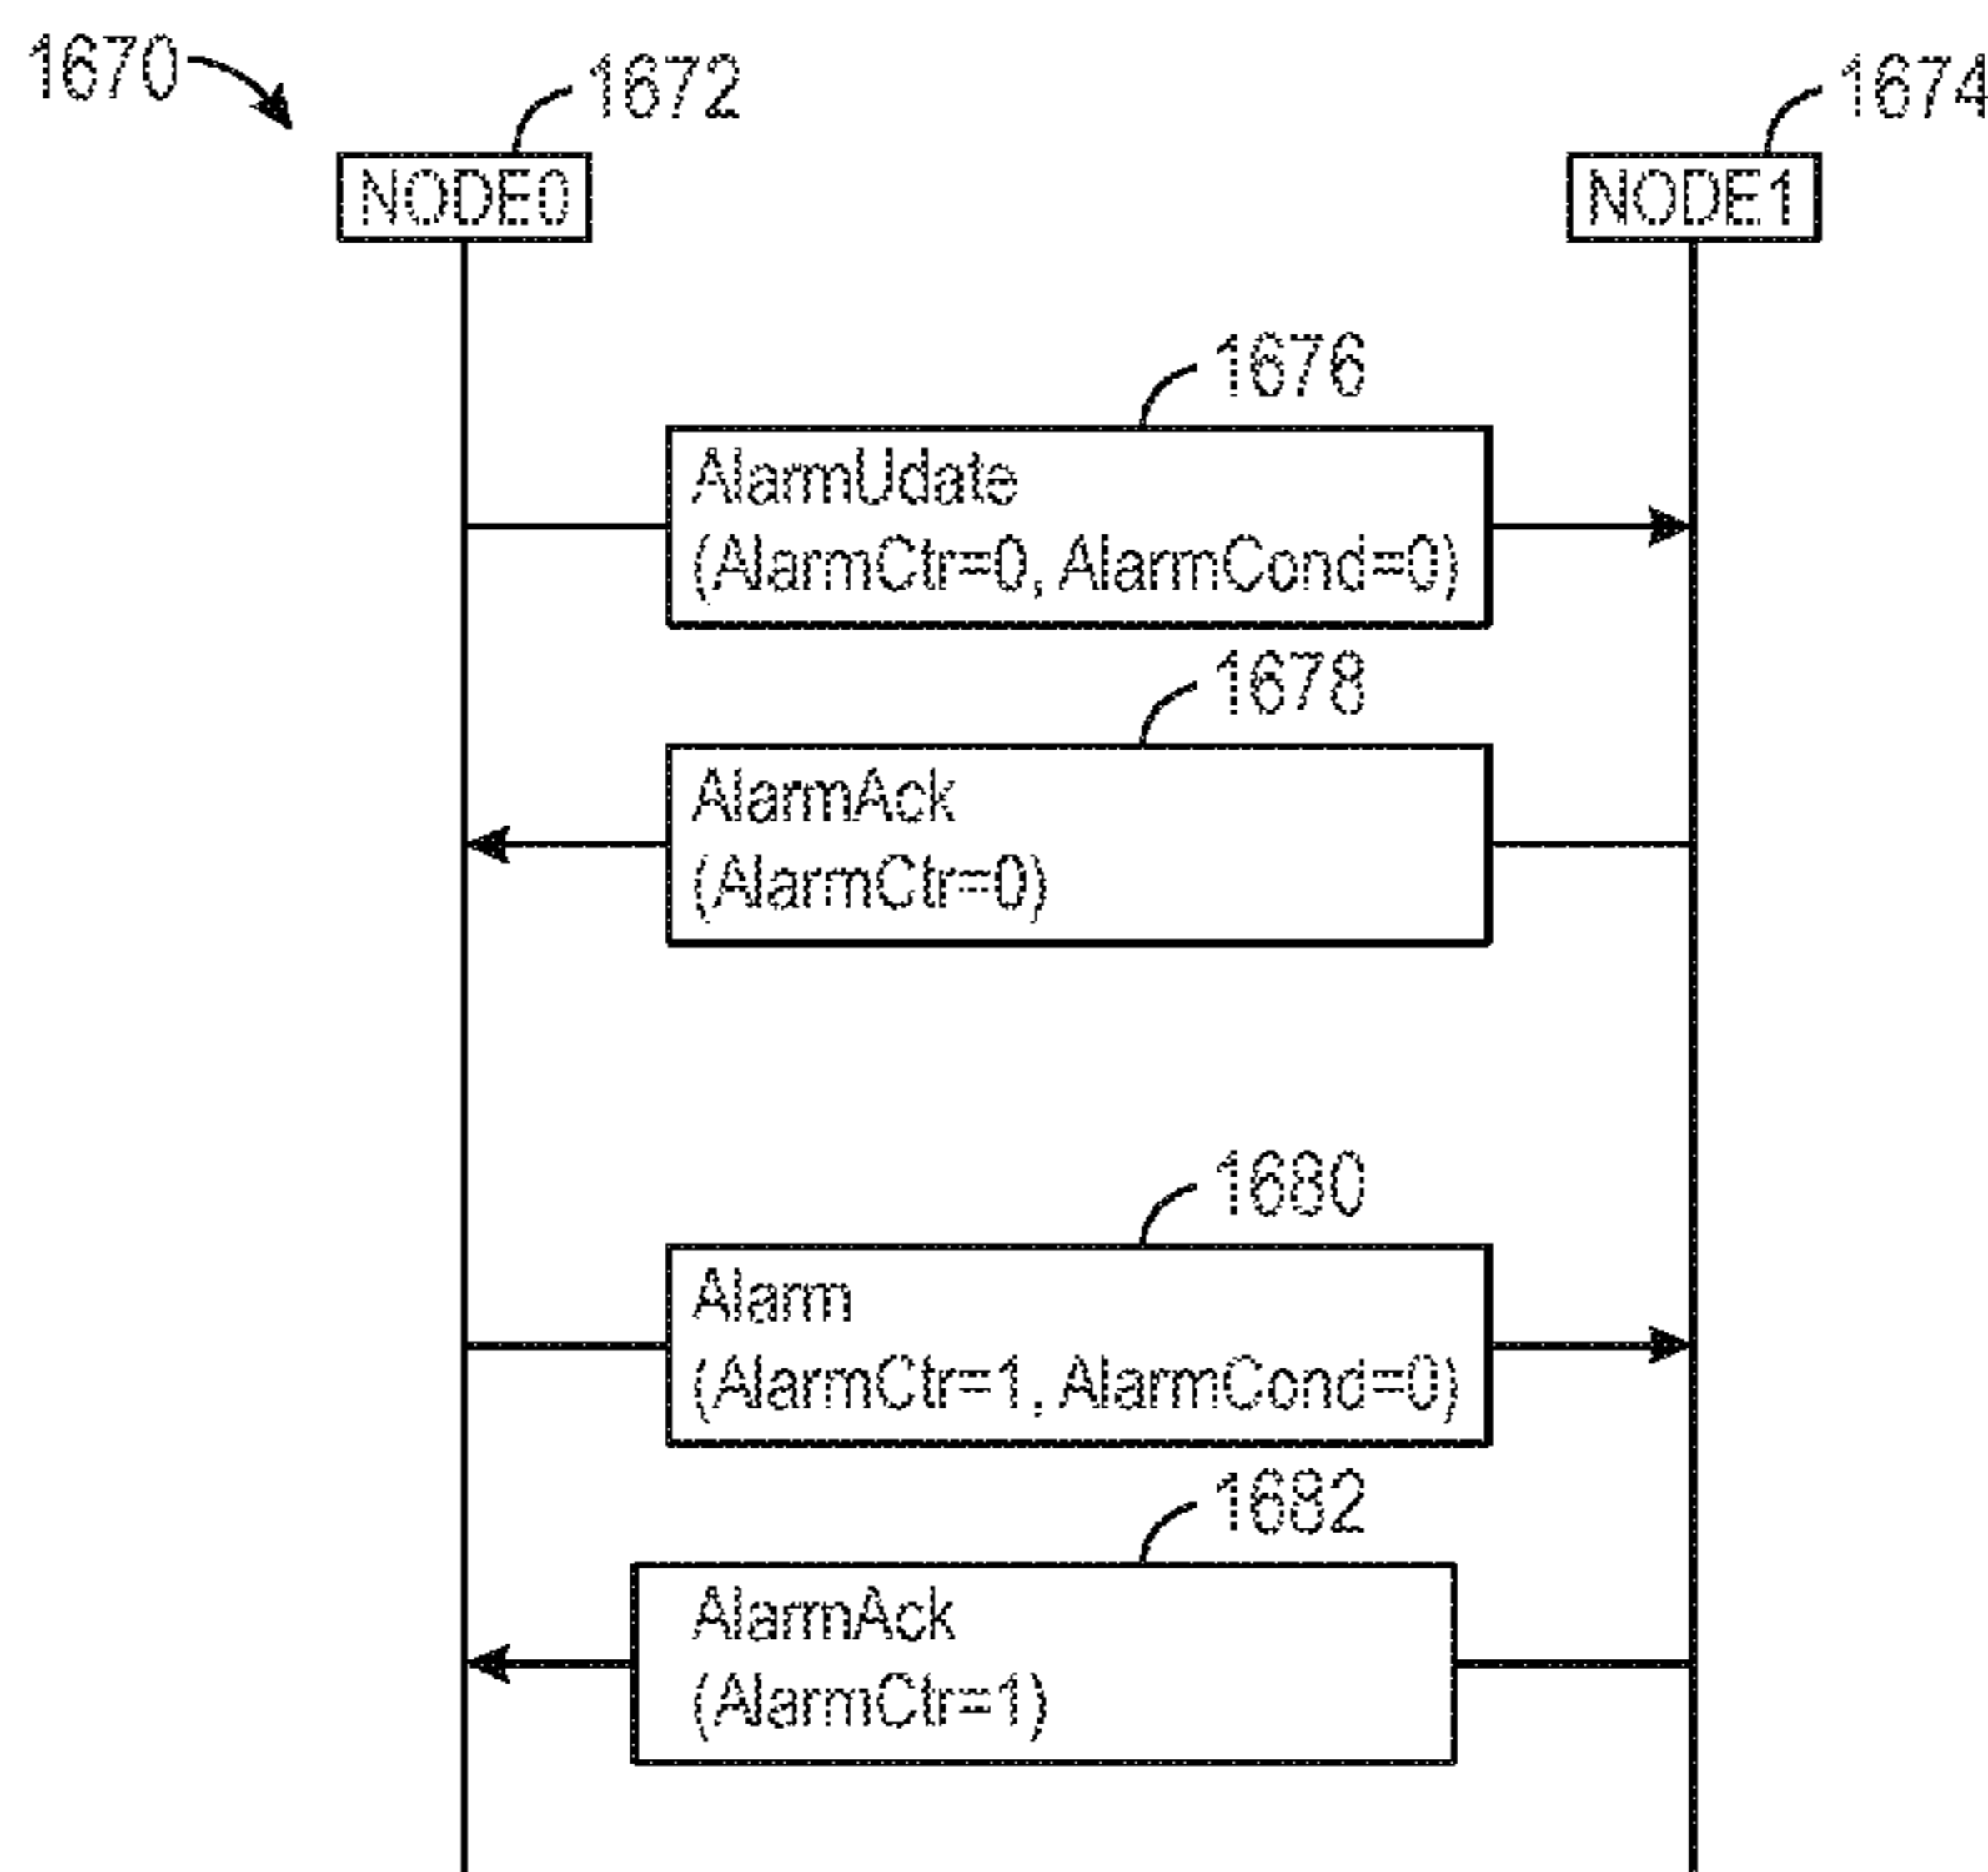 1670
1672
1674
NODE0
NODE1
1676
AlarmUdate
(AlarmCtr=0, AlarmCond=0)
1678
AlarmAck
(AlarmCtr=0)
1680
Alarm
(AlarmCtr=1, AlarmCond=0)
1682
AlarmAck
(AlarmCtr=1)